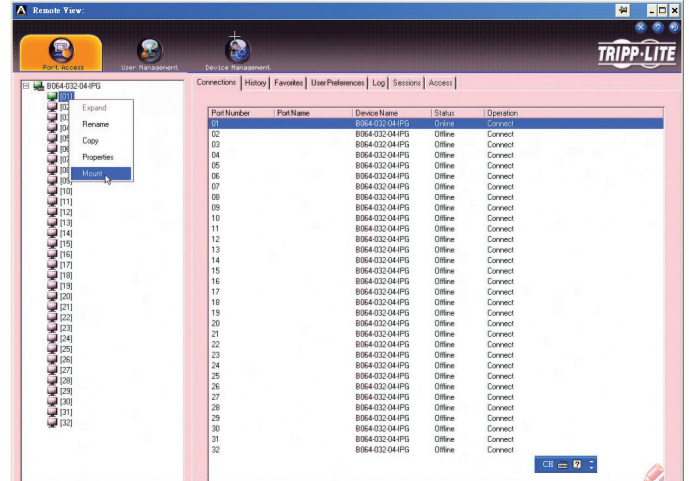 Remote View:
TRIPP·LITE
Port Access
User Management
Device Management
B064-032-04-IPG
[01]
Expand
Rename
Copy
Properties
Mount
[10]
[11]
[12]
[13]
[14]
[15]
[16]
[17]
[18]
[19]
[20]
[21]
[22]
[23]
[24]
[25]
[26]
[27]
[28]
[29]
[30]
[31]
[32]
Connections History Favorites User Preferences Log Sessions Access
Port Number Port Name Device Name Status Operation
01 B064-032-04-IPG Online Connect
02 B064-032-04-IPG Offline Connect
03 B064-032-04-IPG Offline Connect
04 B064-032-04-IPG Offline Connect
05 B064-032-04-IPG Offline Connect
06 B064-032-04-IPG Offline Connect
07 B064-032-04-IPG Offline Connect
08 B064-032-04-IPG Offline Connect
09 B064-032-04-IPG Offline Connect
10 B064-032-04-IPG Offline Connect
11 B064-032-04-IPG Offline Connect
12 B064-032-04-IPG Offline Connect
13 B064-032-04-IPG Offline Connect
14 B064-032-04-IPG Offline Connect
15 B064-032-04-IPG Offline Connect
16 B064-032-04-IPG Offline Connect
17 B064-032-04-IPG Offline Connect
18 B064-032-04-IPG Offline Connect
19 B064-032-04-IPG Offline Connect
20 B064-032-04-IPG Offline Connect
21 B064-032-04-IPG Offline Connect
22 B064-032-04-IPG Offline Connect
23 B064-032-04-IPG Offline Connect
24 B064-032-04-IPG Offline Connect
25 B064-032-04-IPG Offline Connect
26 B064-032-04-IPG Offline Connect
27 B064-032-04-IPG Offline Connect
28 B064-032-04-IPG Offline Connect
29 B064-032-04-IPG Offline Connect
30 B064-032-04-IPG Offline Connect
31 B064-032-04-IPG Offline Connect
32 B064-032-04-IPG Offline Connect
CH